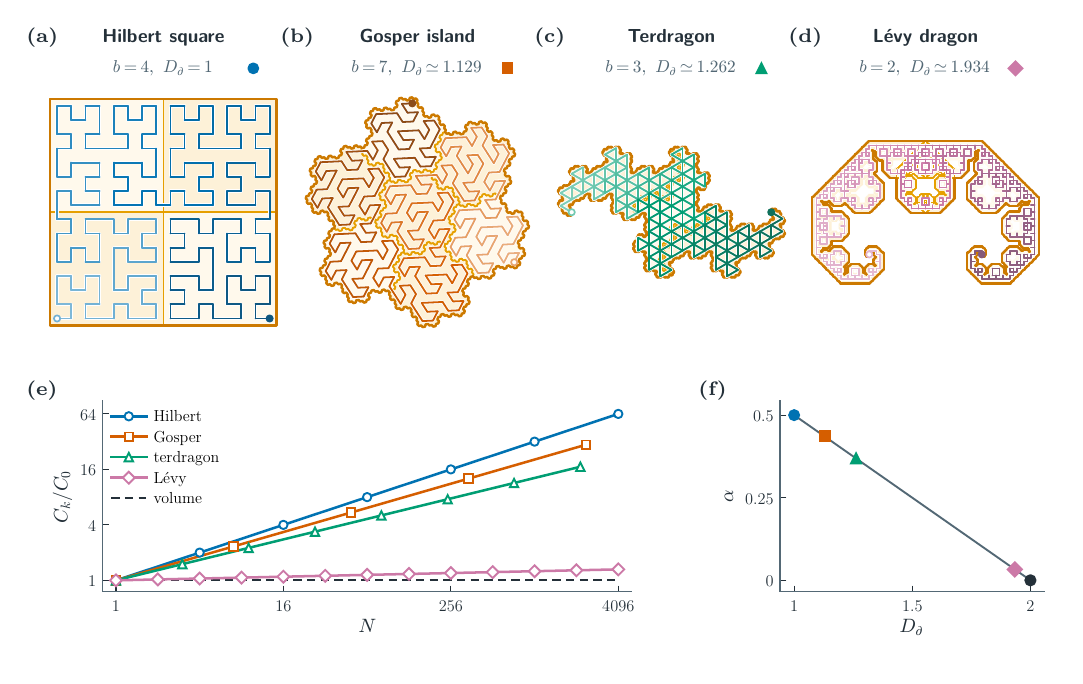 (a) Hilbert square
b = 4, D∂ = 1
(b) Gosper island
b = 7, D∂ ≃ 1.129
(c) Terdragon
b = 3, D∂ ≃ 1.262
(d) Lévy dragon
b = 2, D∂ ≃ 1.934
(e)
Ck/C0
64
16
4
1
Hilbert
Gosper
terdragon
Lévy
volume
1 16 256 4096
N
(f)
α
0.5
0.25
0
1 1.5 2
D∂